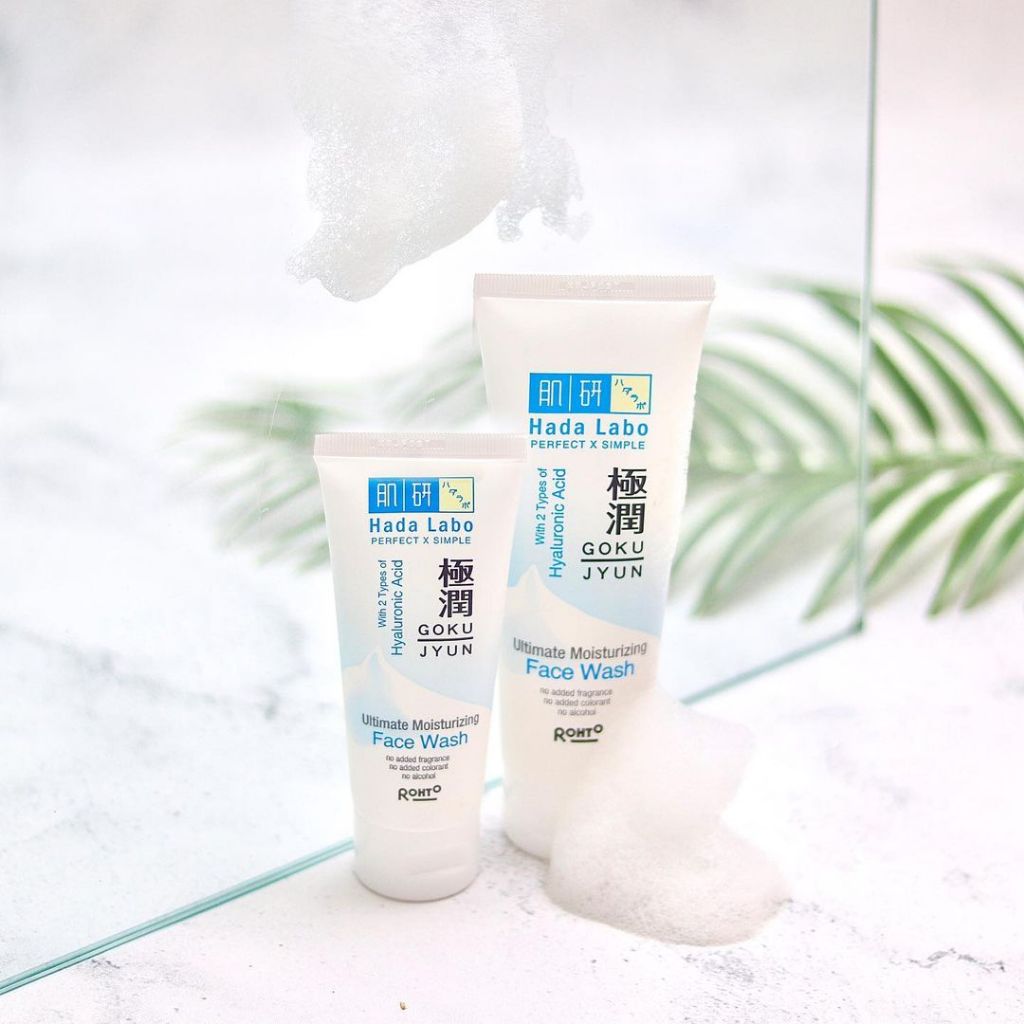 肌研
ハダラボ
Hada Labo
PERFECT X SIMPLE
With 2 Types of
Hyaluronic Acid
極潤
GOKU
JYUN
Ultimate Moisturizing
Face Wash
no added fragrance
no added colorant
no alcohol
ROHTO
肌研
ハダラボ
Hada Labo
PERFECT X SIMPLE
With 2 Types of
Hyaluronic Acid
極潤
GOKU
JYUN
Ultimate Moisturizing
Face Wash
no added fragrance
no added colorant
no alcohol
ROHTO